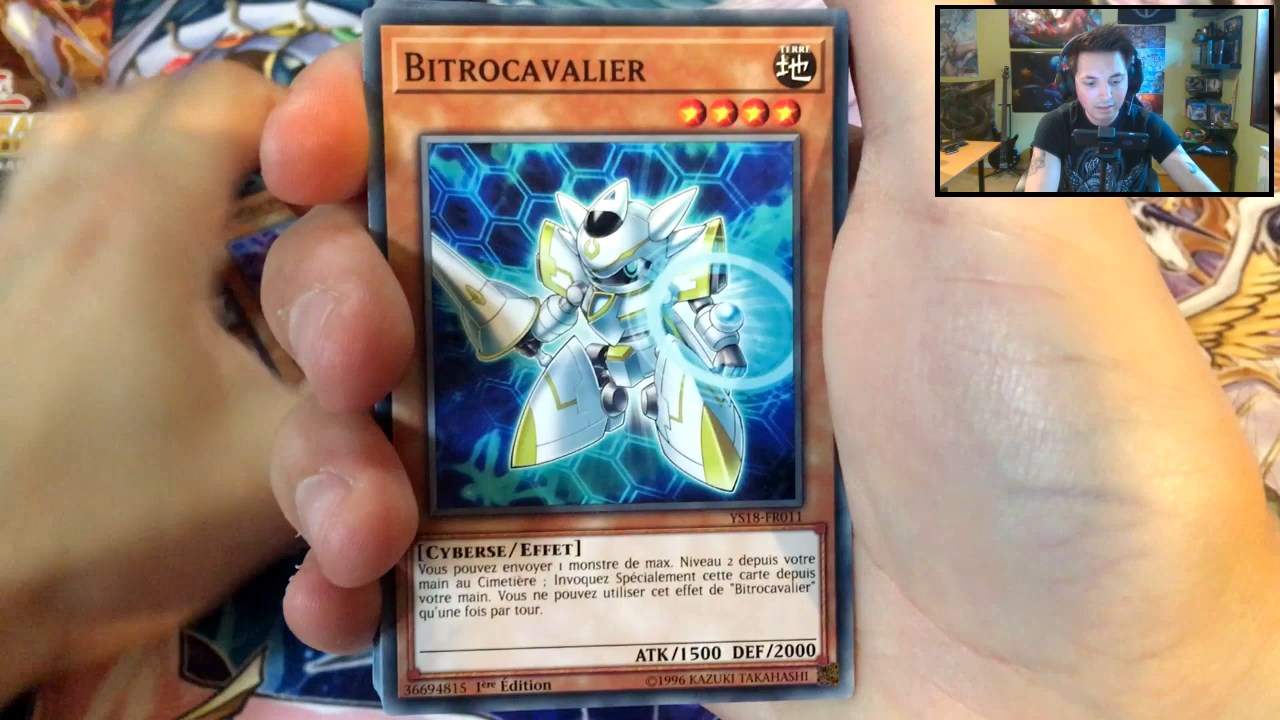 BITROCAVALIER
TERRE
地
YS18-FR011
[CYBERSE/EFFET]
Vous pouvez envoyer 1 monstre de max. Niveau 2 depuis votre
main au Cimetière ; Invoquez Spécialement cette carte depuis
votre main. Vous ne pouvez utiliser cet effet de "Bitrocavalier"
qu'une fois par tour.
ATK/1500 DEF/2000
36694815 1ère Édition
©1996 KAZUKI TAKAHASHI